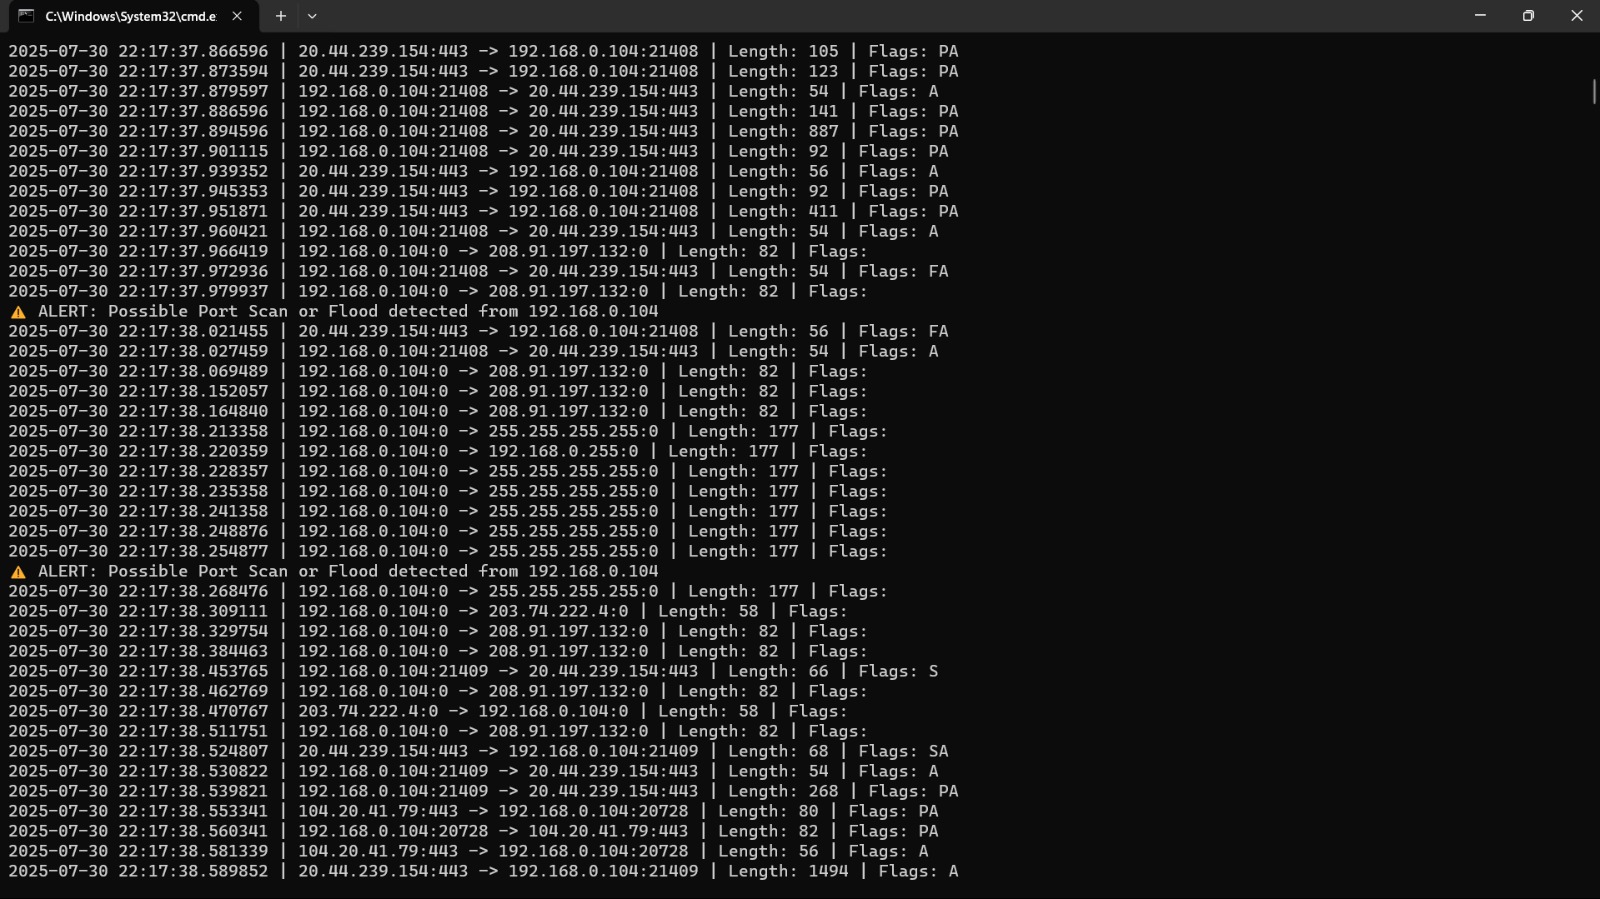 C:\Windows\System32\cmd.e
2025-07-30 22:17:37.866596 | 20.44.239.154:443 -> 192.168.0.104:21408 | Length: 105 | Flags: PA
2025-07-30 22:17:37.873594 | 20.44.239.154:443 -> 192.168.0.104:21408 | Length: 123 | Flags: PA
2025-07-30 22:17:37.879597 | 192.168.0.104:21408 -> 20.44.239.154:443 | Length: 54 | Flags: A
2025-07-30 22:17:37.886596 | 192.168.0.104:21408 -> 20.44.239.154:443 | Length: 141 | Flags: PA
2025-07-30 22:17:37.894596 | 192.168.0.104:21408 -> 20.44.239.154:443 | Length: 887 | Flags: PA
2025-07-30 22:17:37.901115 | 192.168.0.104:21408 -> 20.44.239.154:443 | Length: 92 | Flags: PA
2025-07-30 22:17:37.939352 | 20.44.239.154:443 -> 192.168.0.104:21408 | Length: 56 | Flags: A
2025-07-30 22:17:37.945353 | 20.44.239.154:443 -> 192.168.0.104:21408 | Length: 92 | Flags: PA
2025-07-30 22:17:37.951871 | 20.44.239.154:443 -> 192.168.0.104:21408 | Length: 411 | Flags: PA
2025-07-30 22:17:37.960421 | 192.168.0.104:21408 -> 20.44.239.154:443 | Length: 54 | Flags: A
2025-07-30 22:17:37.966419 | 192.168.0.104:0 -> 208.91.197.132:0 | Length: 82 | Flags:
2025-07-30 22:17:37.972936 | 192.168.0.104:21408 -> 20.44.239.154:443 | Length: 54 | Flags: FA
2025-07-30 22:17:37.979937 | 192.168.0.104:0 -> 208.91.197.132:0 | Length: 82 | Flags:
⚠ ALERT: Possible Port Scan or Flood detected from 192.168.0.104
2025-07-30 22:17:38.021455 | 20.44.239.154:443 -> 192.168.0.104:21408 | Length: 56 | Flags: FA
2025-07-30 22:17:38.027459 | 192.168.0.104:21408 -> 20.44.239.154:443 | Length: 54 | Flags: A
2025-07-30 22:17:38.069489 | 192.168.0.104:0 -> 208.91.197.132:0 | Length: 82 | Flags:
2025-07-30 22:17:38.152057 | 192.168.0.104:0 -> 208.91.197.132:0 | Length: 82 | Flags:
2025-07-30 22:17:38.164840 | 192.168.0.104:0 -> 208.91.197.132:0 | Length: 82 | Flags:
2025-07-30 22:17:38.213358 | 192.168.0.104:0 -> 255.255.255.255:0 | Length: 177 | Flags:
2025-07-30 22:17:38.220359 | 192.168.0.104:0 -> 192.168.0.255:0 | Length: 177 | Flags:
2025-07-30 22:17:38.228357 | 192.168.0.104:0 -> 255.255.255.255:0 | Length: 177 | Flags:
2025-07-30 22:17:38.235358 | 192.168.0.104:0 -> 255.255.255.255:0 | Length: 177 | Flags:
2025-07-30 22:17:38.241358 | 192.168.0.104:0 -> 255.255.255.255:0 | Length: 177 | Flags:
2025-07-30 22:17:38.248876 | 192.168.0.104:0 -> 255.255.255.255:0 | Length: 177 | Flags:
2025-07-30 22:17:38.254877 | 192.168.0.104:0 -> 255.255.255.255:0 | Length: 177 | Flags:
⚠ ALERT: Possible Port Scan or Flood detected from 192.168.0.104
2025-07-30 22:17:38.268476 | 192.168.0.104:0 -> 255.255.255.255:0 | Length: 177 | Flags:
2025-07-30 22:17:38.309111 | 192.168.0.104:0 -> 203.74.222.4:0 | Length: 58 | Flags:
2025-07-30 22:17:38.329754 | 192.168.0.104:0 -> 208.91.197.132:0 | Length: 82 | Flags:
2025-07-30 22:17:38.384463 | 192.168.0.104:0 -> 208.91.197.132:0 | Length: 82 | Flags:
2025-07-30 22:17:38.453765 | 192.168.0.104:21409 -> 20.44.239.154:443 | Length: 66 | Flags: S
2025-07-30 22:17:38.462769 | 192.168.0.104:0 -> 208.91.197.132:0 | Length: 82 | Flags:
2025-07-30 22:17:38.470767 | 203.74.222.4:0 -> 192.168.0.104:0 | Length: 58 | Flags:
2025-07-30 22:17:38.511751 | 192.168.0.104:0 -> 208.91.197.132:0 | Length: 82 | Flags:
2025-07-30 22:17:38.524807 | 20.44.239.154:443 -> 192.168.0.104:21409 | Length: 68 | Flags: SA
2025-07-30 22:17:38.530822 | 192.168.0.104:21409 -> 20.44.239.154:443 | Length: 54 | Flags: A
2025-07-30 22:17:38.539821 | 192.168.0.104:21409 -> 20.44.239.154:443 | Length: 268 | Flags: PA
2025-07-30 22:17:38.553341 | 104.20.41.79:443 -> 192.168.0.104:20728 | Length: 80 | Flags: PA
2025-07-30 22:17:38.560341 | 192.168.0.104:20728 -> 104.20.41.79:443 | Length: 82 | Flags: PA
2025-07-30 22:17:38.581339 | 104.20.41.79:443 -> 192.168.0.104:20728 | Length: 56 | Flags: A
2025-07-30 22:17:38.589852 | 20.44.239.154:443 -> 192.168.0.104:21409 | Length: 1494 | Flags: A